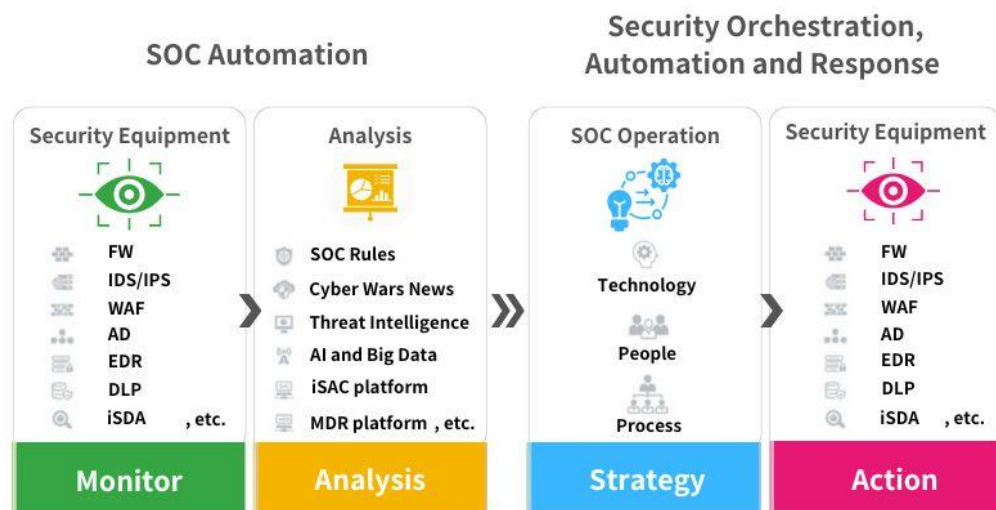 SOC Automation
Security Orchestration,
Automation and Response
Security Equipment
FW
IDS/IPS
WAF
AD
EDR
DLP
iSDA , etc.
Monitor
Analysis
SOC Rules
Cyber Wars News
Threat Intelligence
AI and Big Data
iSAC platform
MDR platform , etc.
Analysis
SOC Operation
Technology
People
Process
Strategy
Security Equipment
FW
IDS/IPS
WAF
AD
EDR
DLP
iSDA , etc.
Action